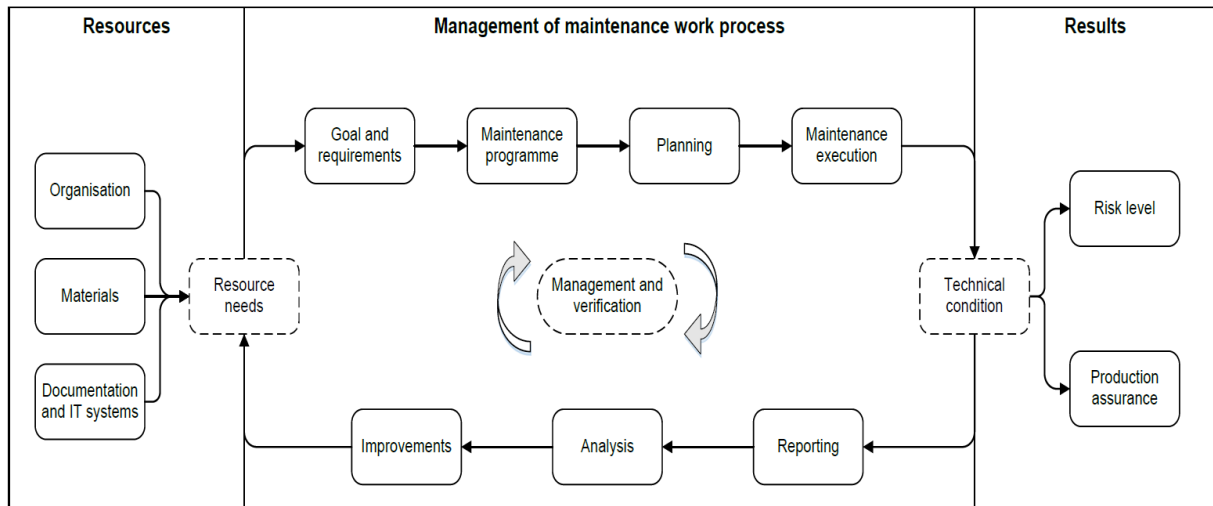 Resources
Management of maintenance work process
Results
Goal and
requirements
Maintenance
programme
Planning
Maintenance
execution
Organisation
Materials
Documentation
and IT systems
Resource
needs
Management and
verification
Technical
condition
Risk level
Production
assurance
Improvements
Analysis
Reporting